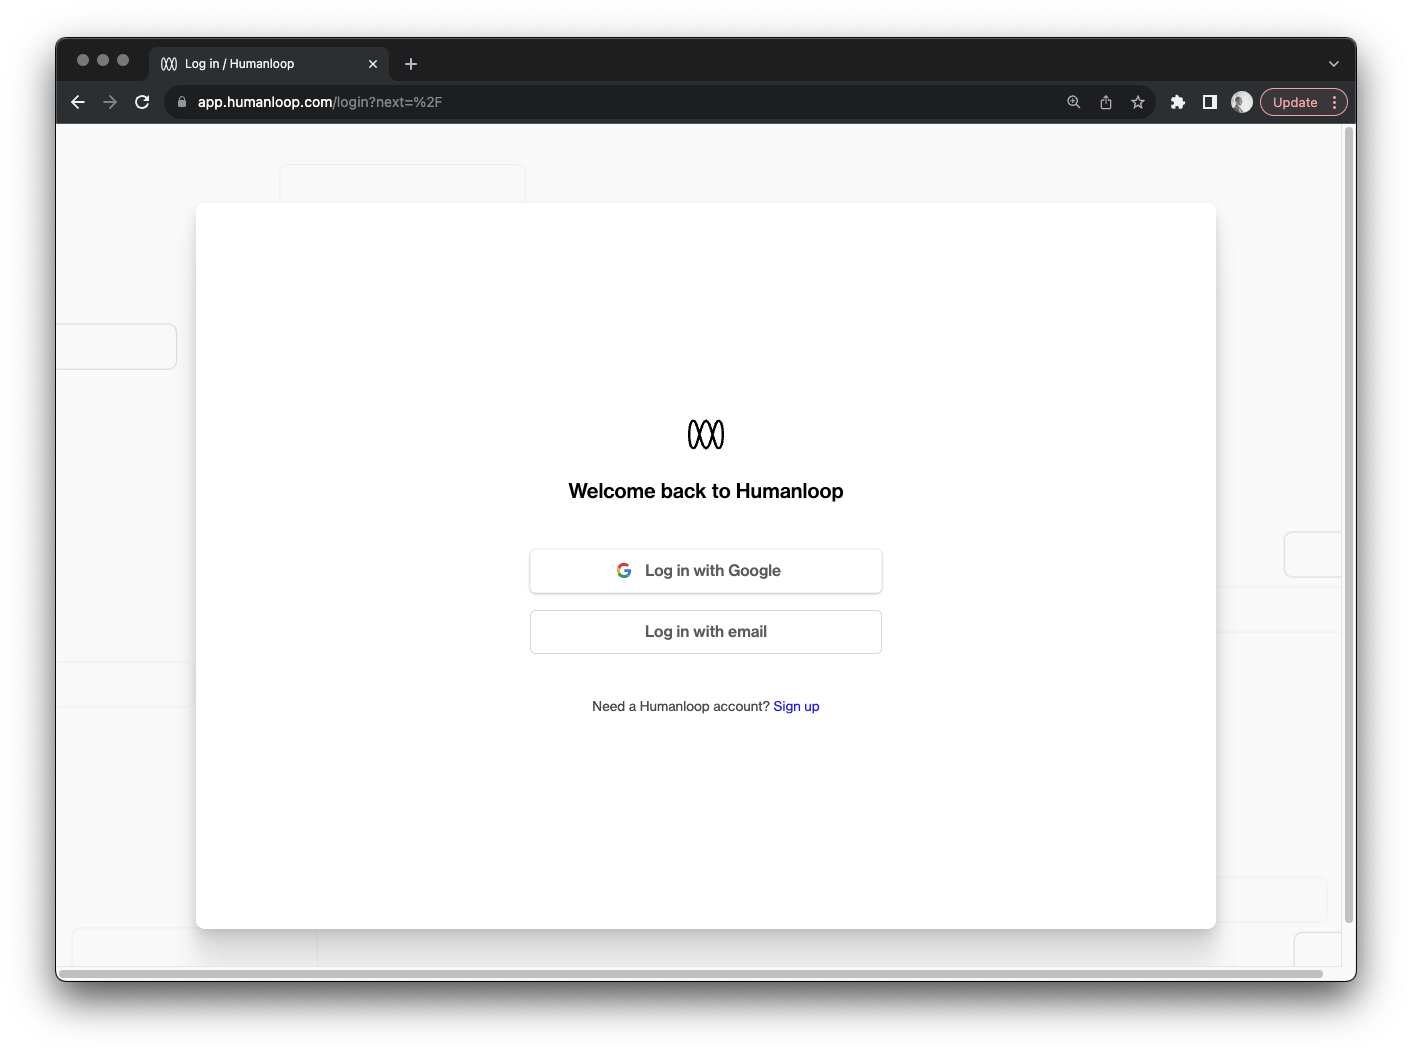 Log in / Humanloop
app.humanloop.com/login?next=%2F
Update
Welcome back to Humanloop
Log in with Google
Log in with email
Need a Humanloop account? Sign up